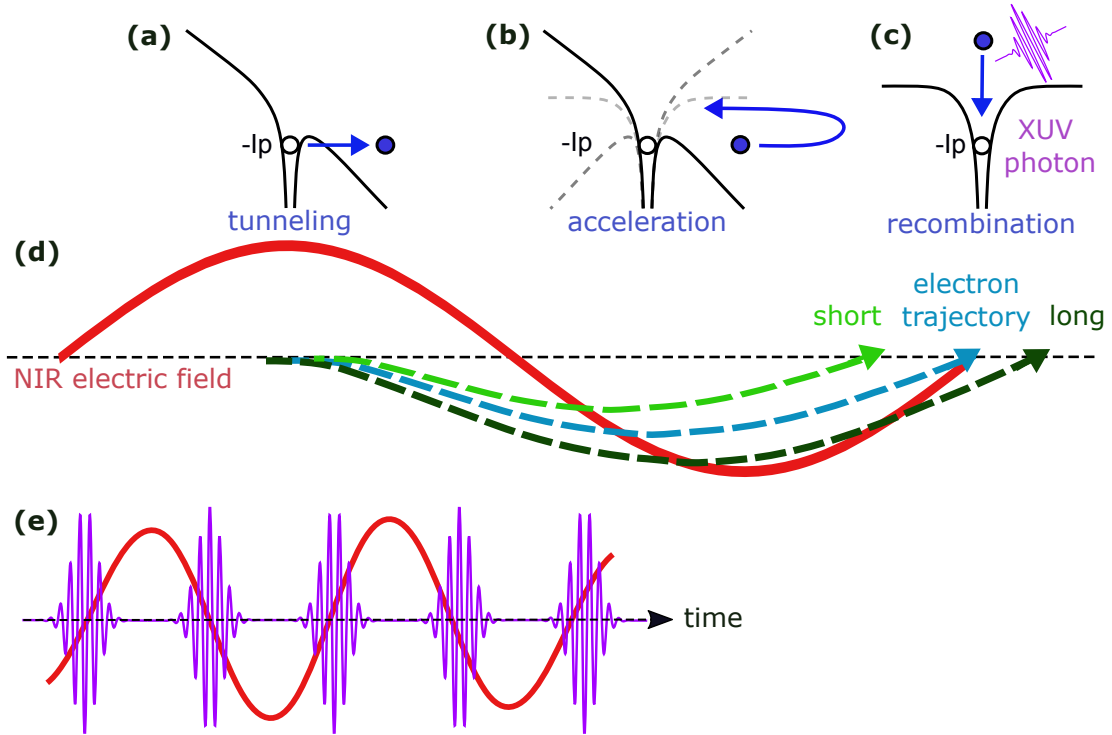 (a)
(b)
(c)
-Ip
-Ip
-Ip
XUV
photon
tunneling
acceleration
recombination
(d)
electron
short
trajectory
long
NIR electric field
(e)
time